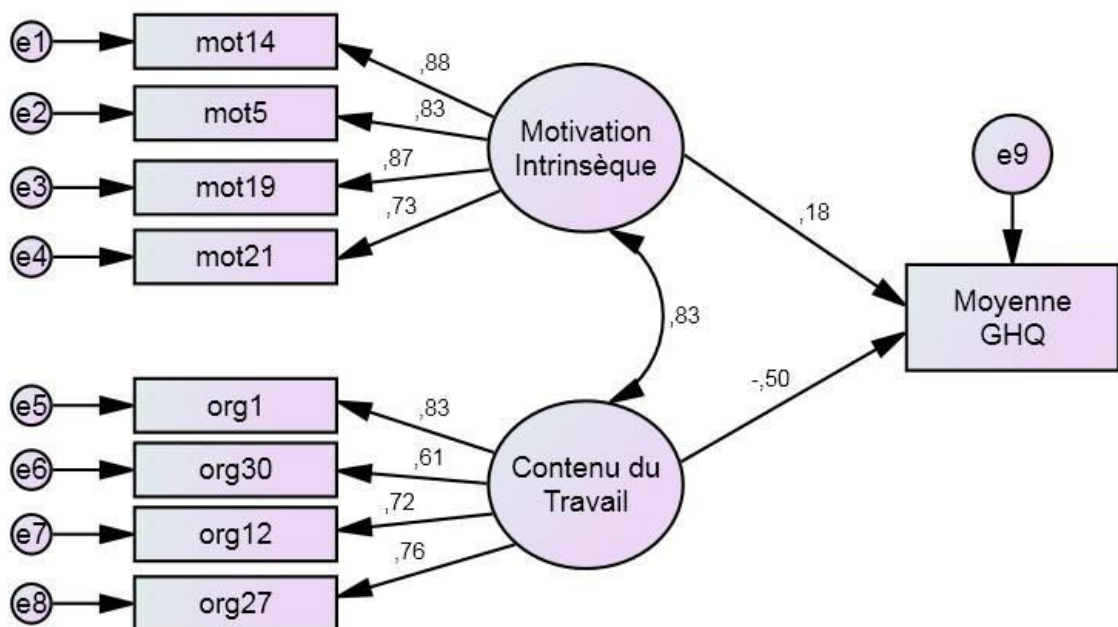 e1
mot14
,88
e2
mot5
,83
e3
mot19
,87
e4
mot21
,73
Motivation
Intrinsèque
,18
e9
,83
Moyenne
GHQ
-,50
e5
org1
,83
e6
org30
,61
e7
org12
,72
e8
org27
,76
Contenu du
Travail